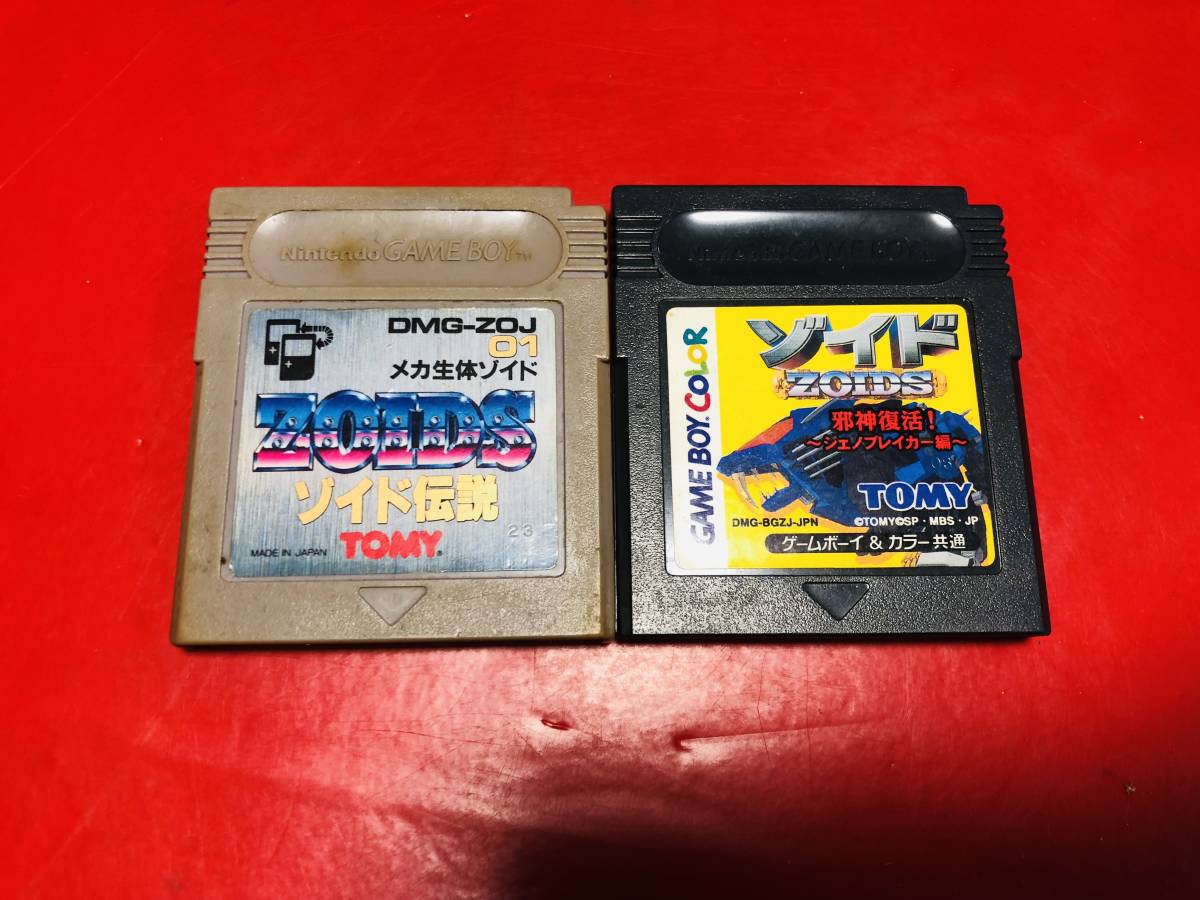 Nintendo GAME BOY™
DMG-ZOJ
01
メカ生体ゾイド
ZOIDS
ゾイド伝説
23
MADE IN JAPAN
TOMY®
Nintendo GAME BOY
GAME BOY COLOR
ゾイド
ZOIDS
邪神復活!
～ジェノブレイカー編～
TOMY
DMG-BGZJ-JPN
©TOMY©SP・MBS・JP
ゲームボーイ & カラー共通